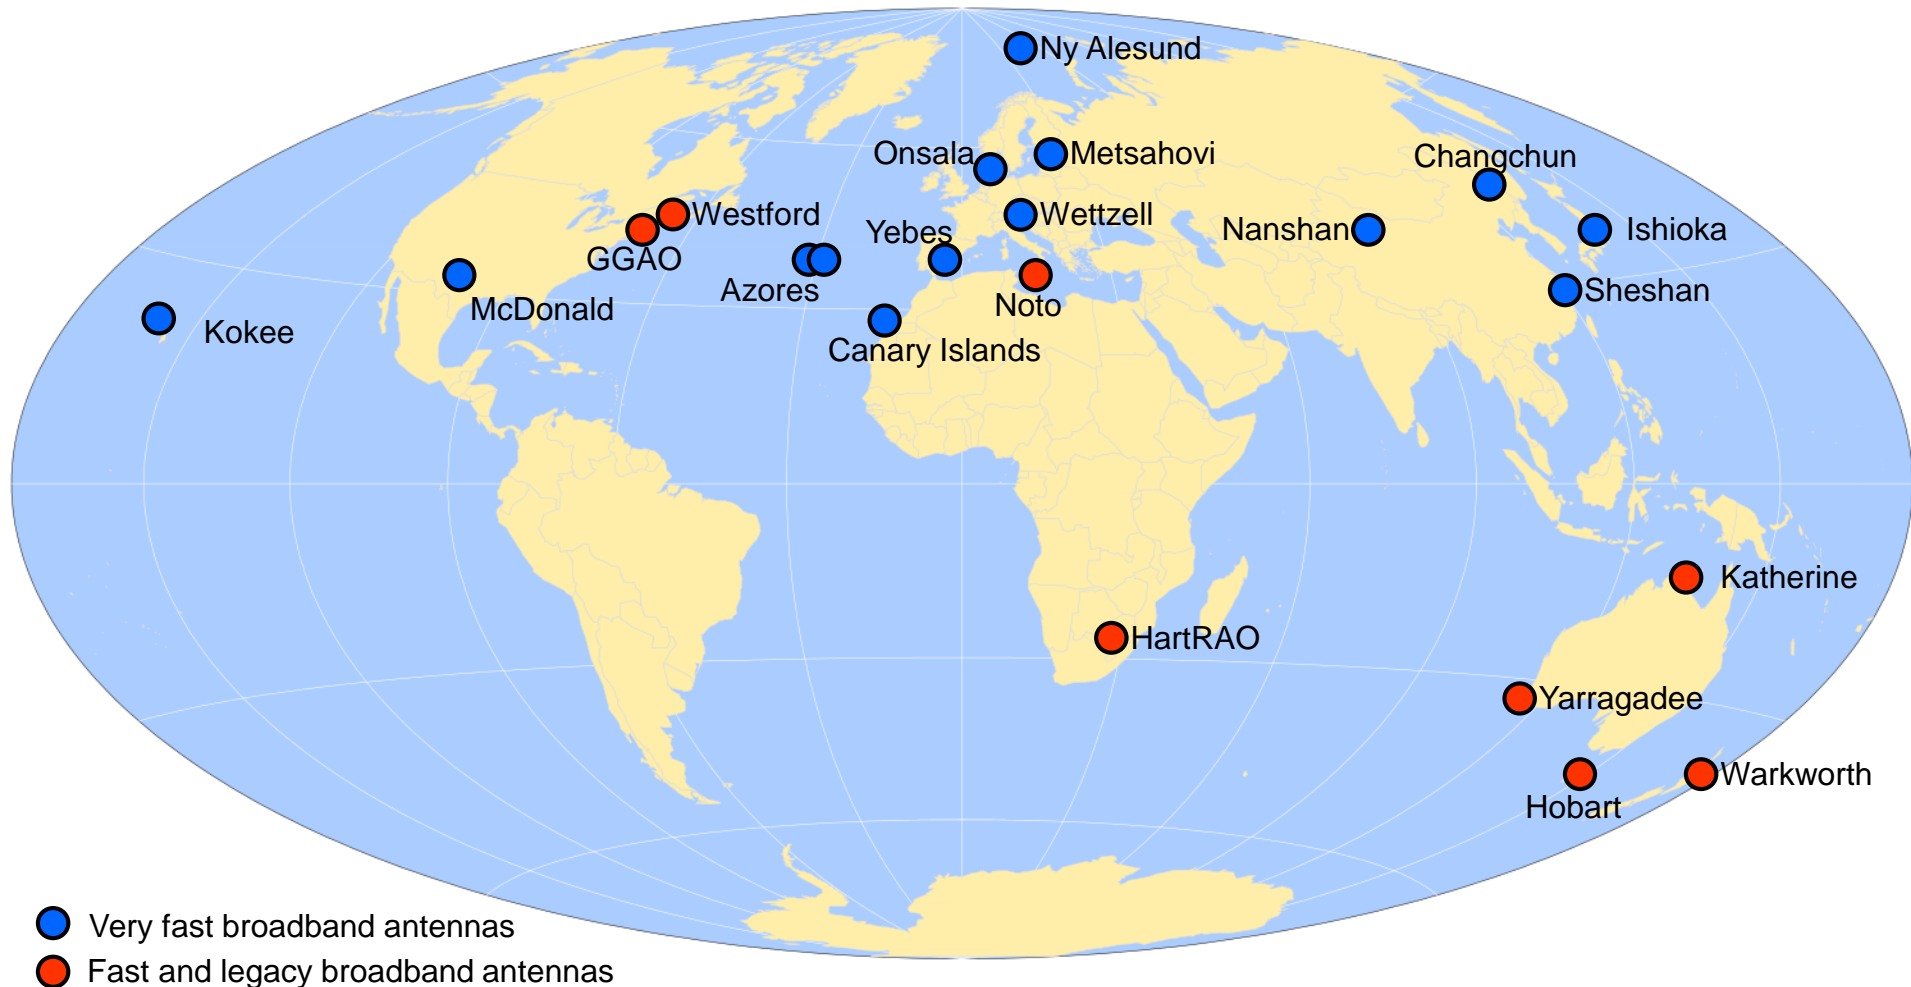 Ny Alesund
Onsala
Metsahovi
Changchun
Westford
Wettzell
Yebes
Nanshan
Ishioka
GGAO
Azores
Sheshan
McDonald
Noto
Kokee
Canary Islands
Katherine
HartRAO
Yarragadee
Warkworth
Hobart
Very fast broadband antennas
Fast and legacy broadband antennas